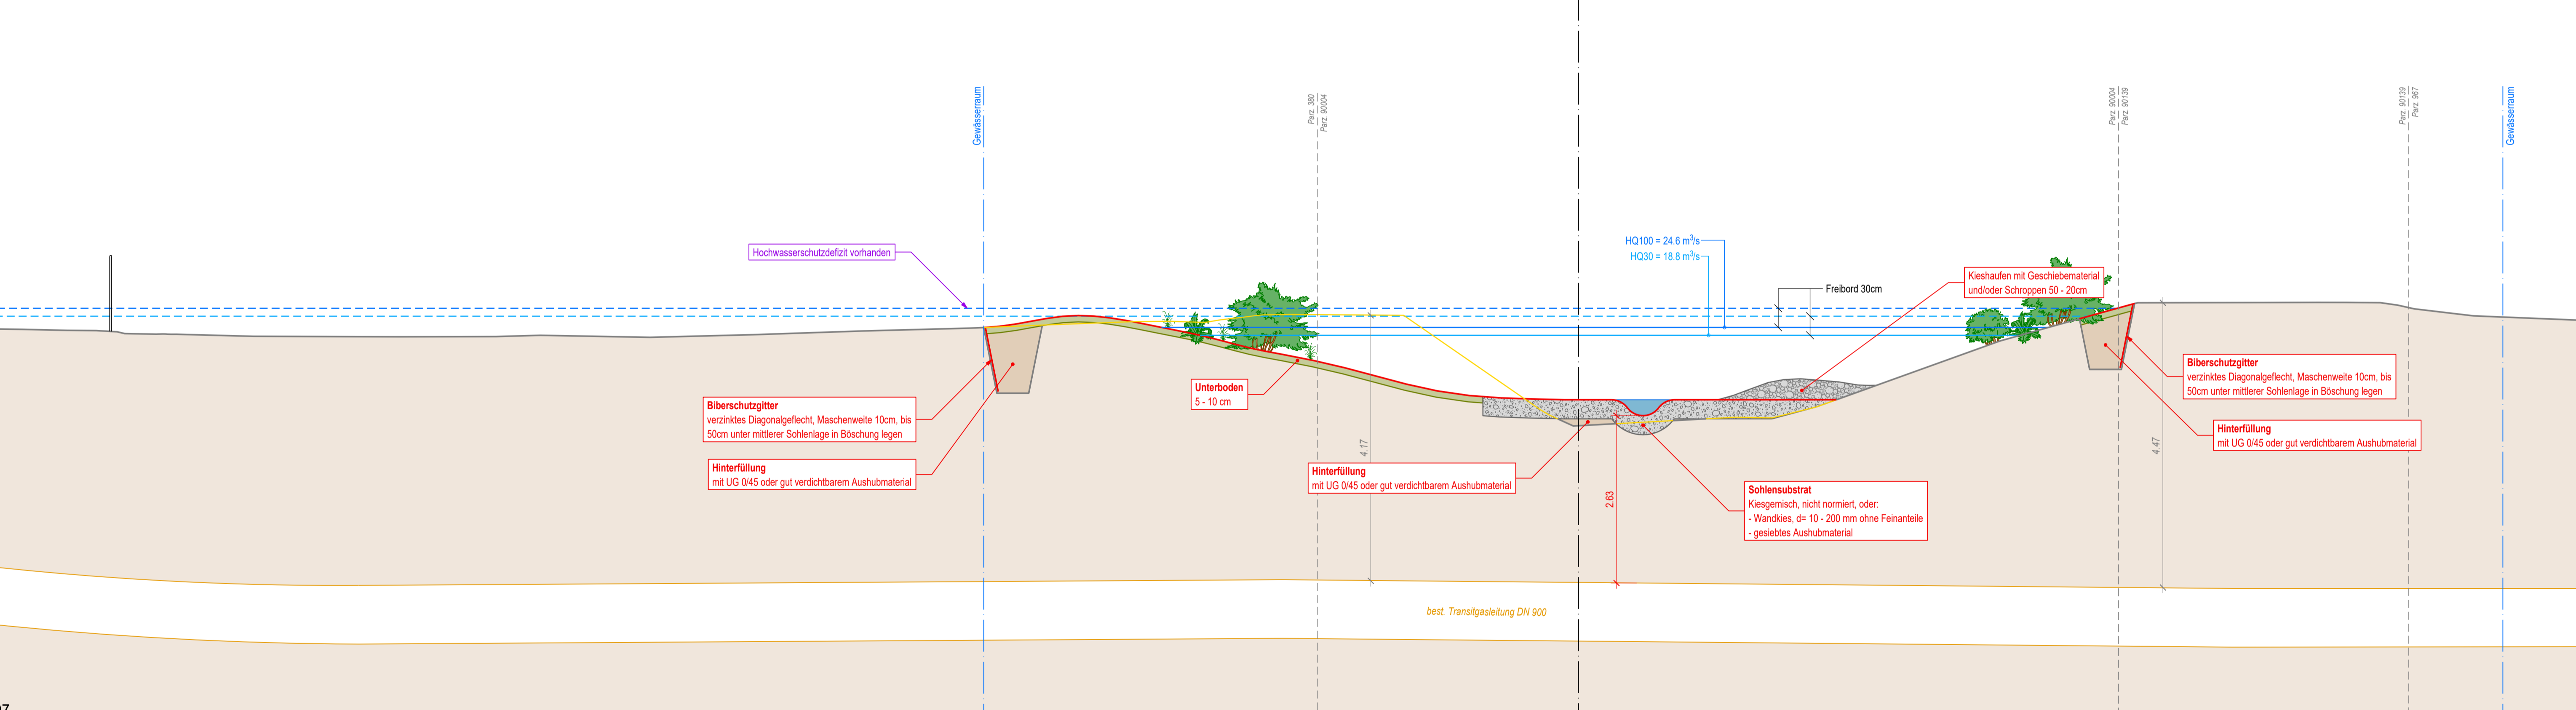 Gewässerraum
Parz. 380
Parz. 90004
Parz. 90004
Parz. 90139
Parz. 90139
Parz. 967
Gewässerraum
Hochwasserschutzdefizit vorhanden
HQ100 = 24.6 m³/s
HQ30 = 18.8 m³/s
Freibord 30cm
Kieshaufen mit Geschiebematerial
und/oder Schroppen 50 - 20cm
Biberschutzgitter
verzinktes Diagonalgeflecht, Maschenweite 10cm, bis
50cm unter mittlerer Sohlenlage in Böschung legen
Hinterfüllung
mit UG 0/45 oder gut verdichtbarem Aushubmaterial
Unterboden
5 - 10 cm
4.17
Hinterfüllung
mit UG 0/45 oder gut verdichtbarem Aushubmaterial
2.63
Sohlensubstrat
Kiesgemisch, nicht normiert, oder:
- Wandkies, d= 10 - 200 mm ohne Feinanteile
- gesiebtes Aushubmaterial
4.47
Biberschutzgitter
verzinktes Diagonalgeflecht, Maschenweite 10cm, bis
50cm unter mittlerer Sohlenlage in Böschung legen
Hinterfüllung
mit UG 0/45 oder gut verdichtbarem Aushubmaterial
best. Transitgasleitung DN 900